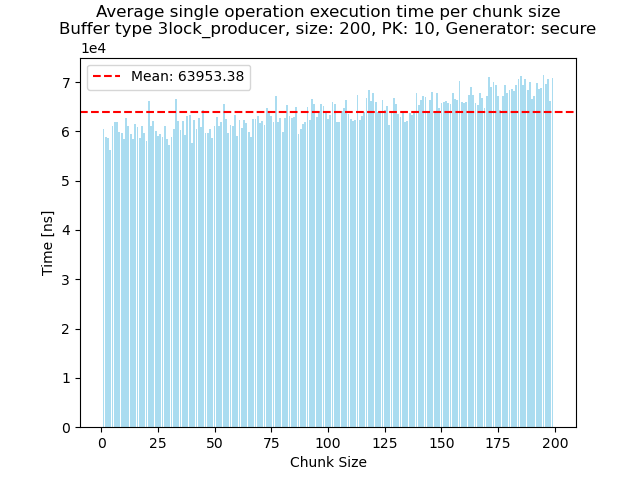 Average single operation execution time per chunk size
Buffer type 3lock_producer, size: 200, PK: 10, Generator: secure
1e4
Mean: 63953.38
7
6
5
4
3
2
1
0
Time [ns]
0 25 50 75 100 125 150 175 200
Chunk Size